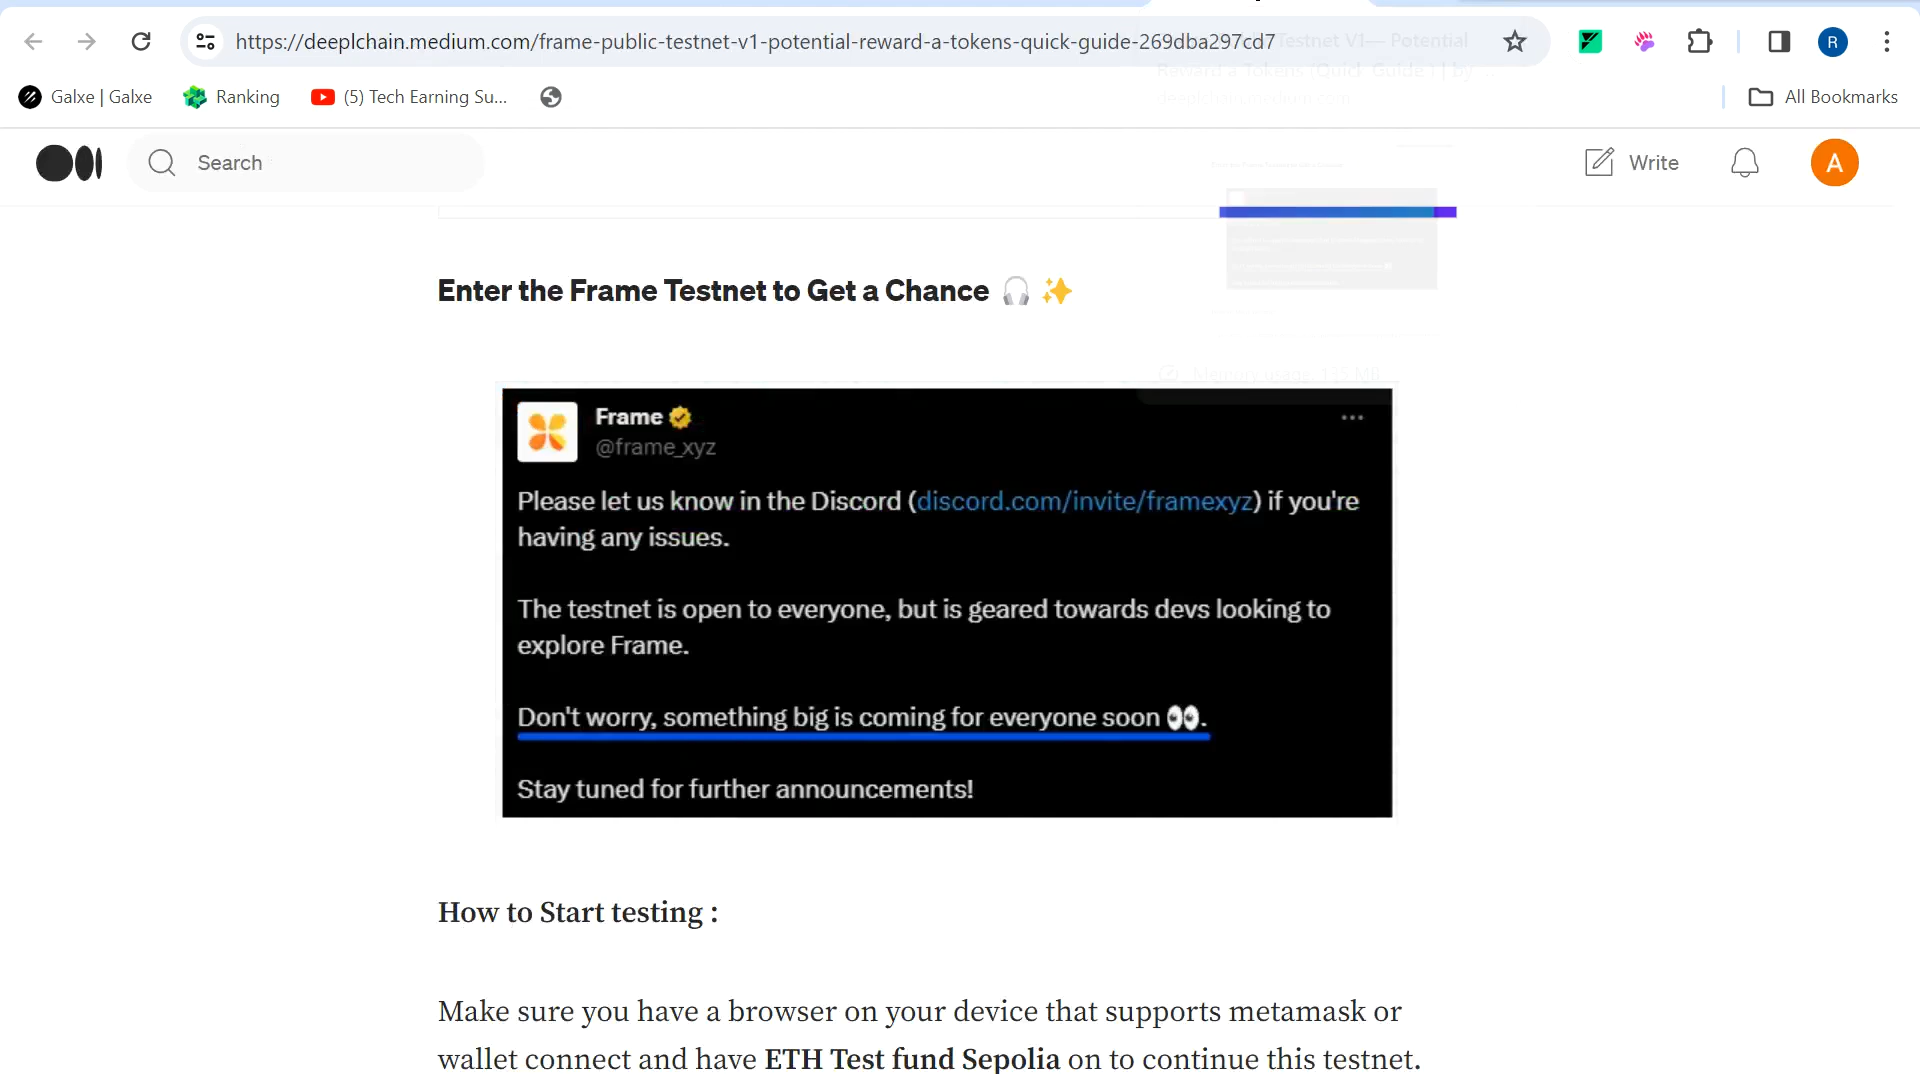 https://deeplchain.medium.com/frame-public-testnet-v1-potential-reward-a-tokens-quick-guide-269dba297cd7
R
Galxe | Galxe
Ranking
(5) Tech Earning Su...
All Bookmarks
Search
Write
A
Enter the Frame Testnet to Get a Chance 🎧 ✨
Frame
@frame_xyz
Please let us know in the Discord (discord.com/invite/framexyz) if you're
having any issues.
The testnet is open to everyone, but is geared towards devs looking to
explore Frame.
Don't worry, something big is coming for everyone soon 👀.
Stay tuned for further announcements!
How to Start testing :
Make sure you have a browser on your device that supports metamask or
wallet connect and have ETH Test fund Sepolia on to continue this testnet.